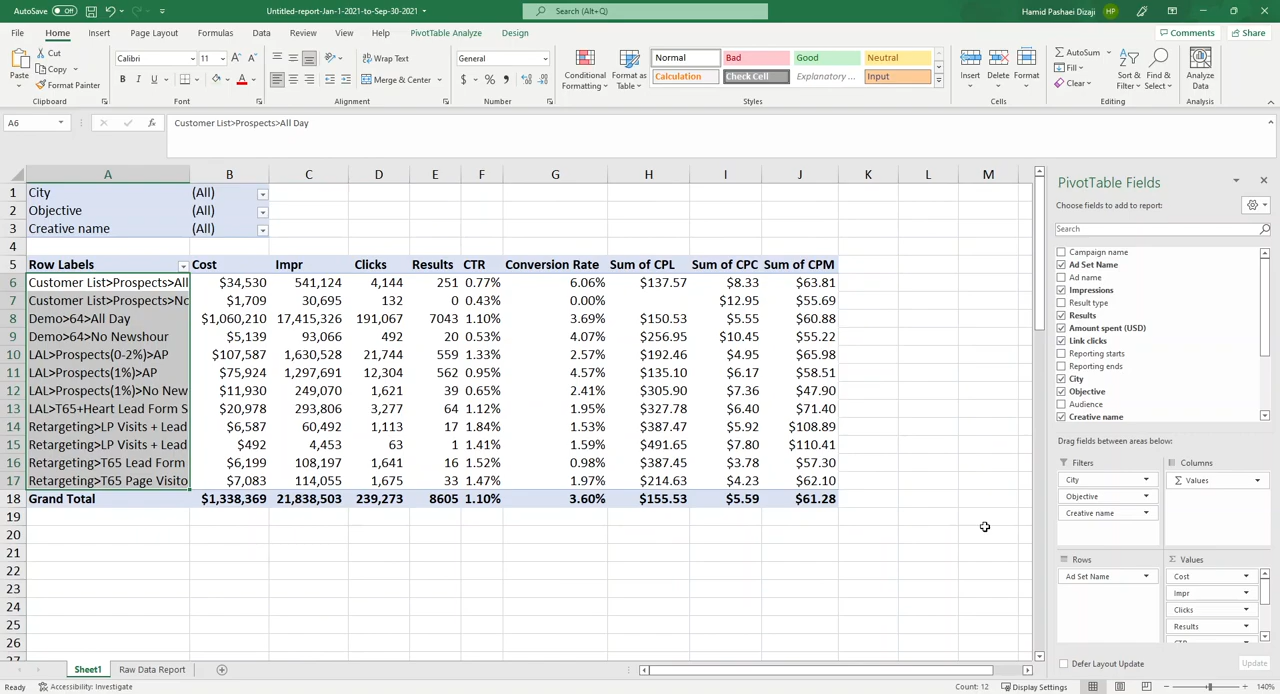 AutoSave Off Untitled-report-Jan-1-2021-to-Sep-30-2021 Search (Alt+Q) Hamid Pashaei Dizaji HP
File Home Insert Page Layout Formulas Data Review View Help PivotTable Analyze Design Comments Share
Paste Cut Copy Format Painter Clipboard
Calibri 11 B I U A Font
Wrap Text Merge & Center Alignment
General $ % , Number
Conditional Formatting Format as Table
Normal Bad Good Neutral
Calculation Check Cell Explanatory ... Input
Styles
Insert Delete Format Cells
AutoSum Fill Clear Sort & Filter Find & Select Editing
Analyze Data Analysis
A6 fx Customer List>Prospects>All Day
A B C D E F G H I J K L M
1 City (All)
2 Objective (All)
3 Creative name (All)
4
5 Row Labels Cost Impr Clicks Results CTR Conversion Rate Sum of CPL Sum of CPC Sum of CPM
6 Customer List>Prospects>All $34,530 541,124 4,144 251 0.77% 6.06% $137.57 $8.33 $63.81
7 Customer List>Prospects>Nc $1,709 30,695 132 0 0.43% 0.00% $12.95 $55.69
8 Demo>64>All Day $1,060,210 17,415,326 191,067 7043 1.10% 3.69% $150.53 $5.55 $60.88
9 Demo>64>No Newshour $5,139 93,066 492 20 0.53% 4.07% $256.95 $10.45 $55.22
10 LAL>Prospects(0-2%)>AP $107,587 1,630,528 21,744 559 1.33% 2.57% $192.46 $4.95 $65.98
11 LAL>Prospects(1%)>AP $75,924 1,297,691 12,304 562 0.95% 4.57% $135.10 $6.17 $58.51
12 LAL>Prospects(1%)>No New $11,930 249,070 1,621 39 0.65% 2.41% $305.90 $7.36 $47.90
13 LAL>T65+Heart Lead Form S $20,978 293,806 3,277 64 1.12% 1.95% $327.78 $6.40 $71.40
14 Retargeting>LP Visits + Lead $6,587 60,492 1,113 17 1.84% 1.53% $387.47 $5.92 $108.89
15 Retargeting>LP Visits + Lead $492 4,453 63 1 1.41% 1.59% $491.65 $7.80 $110.41
16 Retargeting>T65 Lead Form $6,199 108,197 1,641 16 1.52% 0.98% $387.45 $3.78 $57.30
17 Retargeting>T65 Page Visito $7,083 114,055 1,675 33 1.47% 1.97% $214.63 $4.23 $62.10
18 Grand Total $1,338,369 21,838,503 239,273 8605 1.10% 3.60% $155.53 $5.59 $61.28
19
20
21
22
23
24
25
26
27
PivotTable Fields
Choose fields to add to report:
Search
Campaign name
Ad Set Name
Ad name
Impressions
Result type
Results
Amount spent (USD)
Link clicks
Reporting starts
Reporting ends
City
Objective
Audience
Creative name
Drag fields between areas below:
Filters Columns
City Σ Values
Objective
Creative name
Rows Σ Values
Ad Set Name Cost
Impr
Clicks
Results
CTR
Defer Layout Update Update
Sheet1 Raw Data Report
Ready Accessibility: Investigate Count: 12 Display Settings 140%